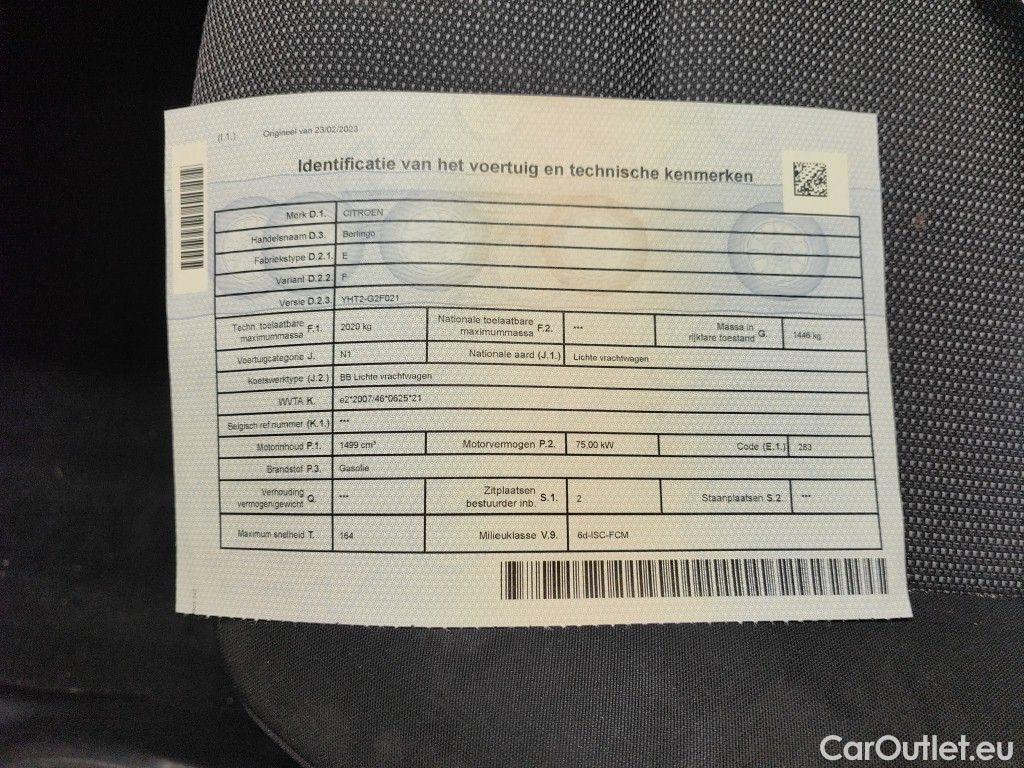 (I.1.) Origineel van 23/02/2023
Identificatie van het voertuig en technische kenmerken
Merk D.1. CITROEN
Handelsnaam D.3. Berlingo
Fabriekstype D.2.1. E
Variant D.2.2. F
Versie D.2.3. YHT2-G2F021
Techn. toelaatbare maximummassa F.1. 2020 kg Nationale toelaatbare maximummassa F.2. *** Massa in rijklare toestand G. 1446 kg
Voertuigcategorie J. N1 Nationale aard (J.1.) Lichte vrachtwagen
Koetswerktype (J.2.) BB Lichte vrachtwagen
WVTA K. e2*2007/46*0625*21
Belgisch ref.nummer (K.1.) ***
Motorinhoud P.1. 1499 cm³ Motorvermogen P.2. 75,00 kW Code (E.1.) 283
Brandstof P.3. Gasolie
Verhouding vermogen/gewicht Q. *** Zitplaatsen bestuurder inb. S.1. 2 Staanplaatsen S.2. ***
Maximum snelheid T. 164 Milieuklasse V.9. 6d-ISC-FCM
CarOutlet.eu